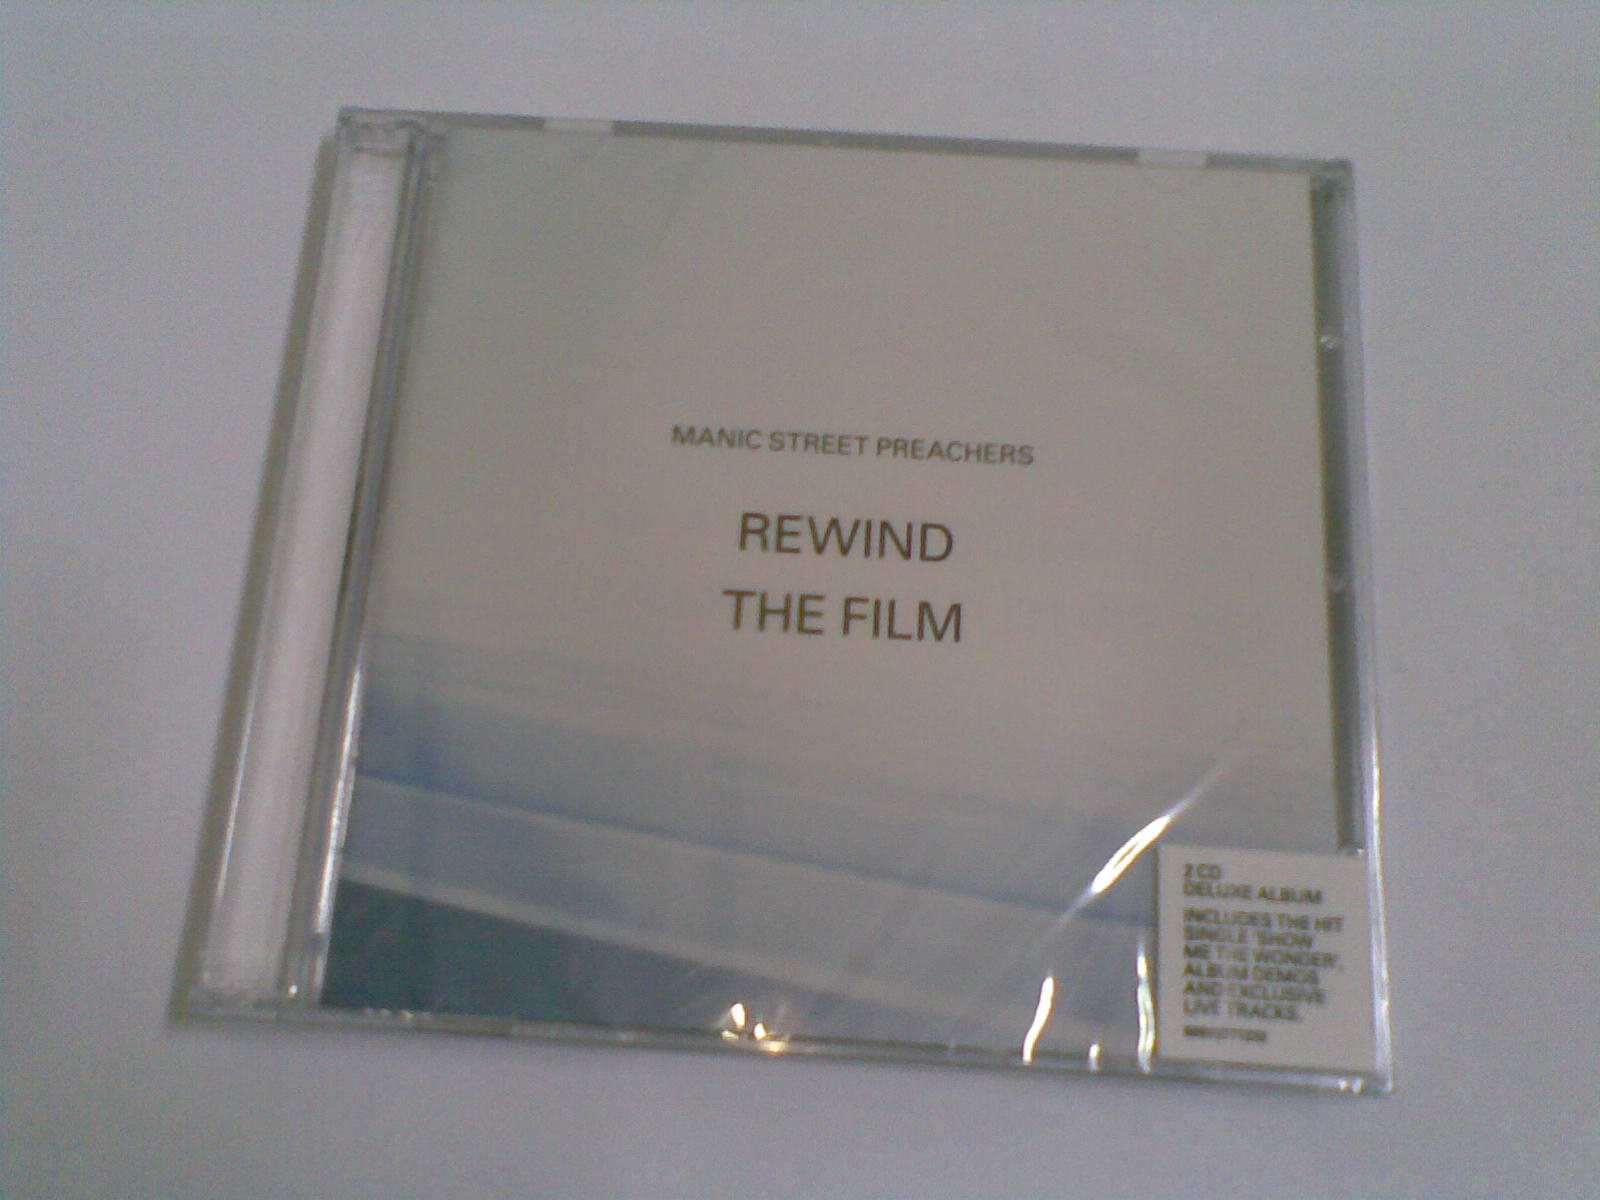 MANIC STREET PREACHERS
REWIND
THE FILM
2 CD
DELUXE ALBUM
INCLUDES THE HIT
SINGLE 'SHOW
ME THE WONDER',
ALBUM DEMOS
AND EXCLUSIVE
LIVE TRACKS.